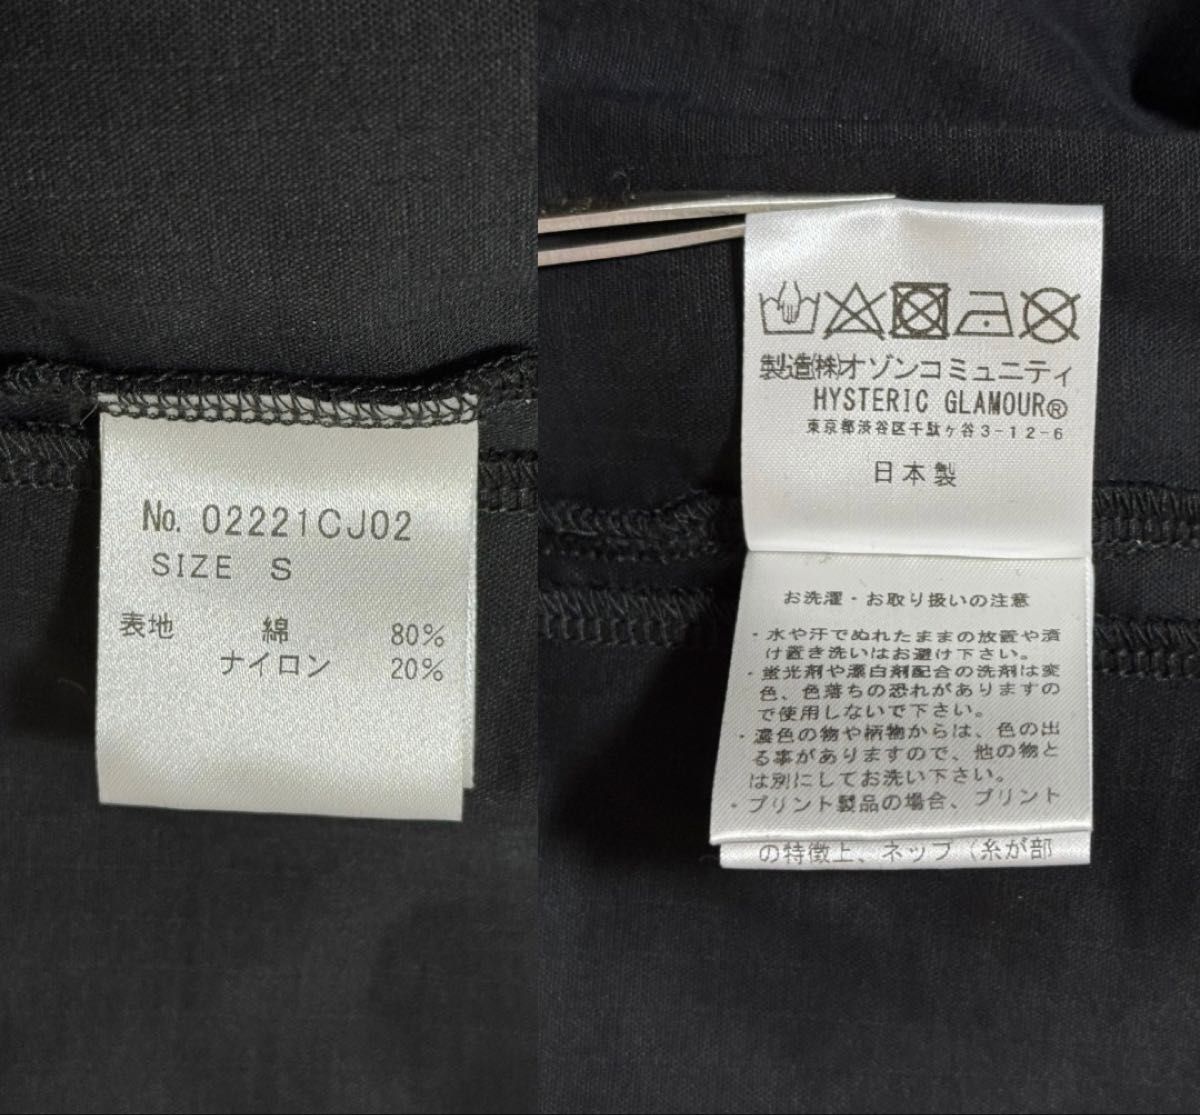 No. 02221CJ02
SIZE S
表地 綿 80%
ナイロン 20%
製造(株)オゾンコミュニティ
HYSTERIC GLAMOUR®
東京都渋谷区千駄ヶ谷3-12-6
日本製
お洗濯・お取り扱いの注意
・水や汗でぬれたままの放置や漬
け置き洗いはお避け下さい。
・蛍光剤や漂白剤配合の洗剤は変
色、色落ちの恐れがありますの
で使用しないで下さい。
・濃色の物や柄物からは、色の出
る事がありますので、他の物と
は別にしてお洗い下さい。
・プリント製品の場合、プリント
の特徴上、ネップ（糸が部